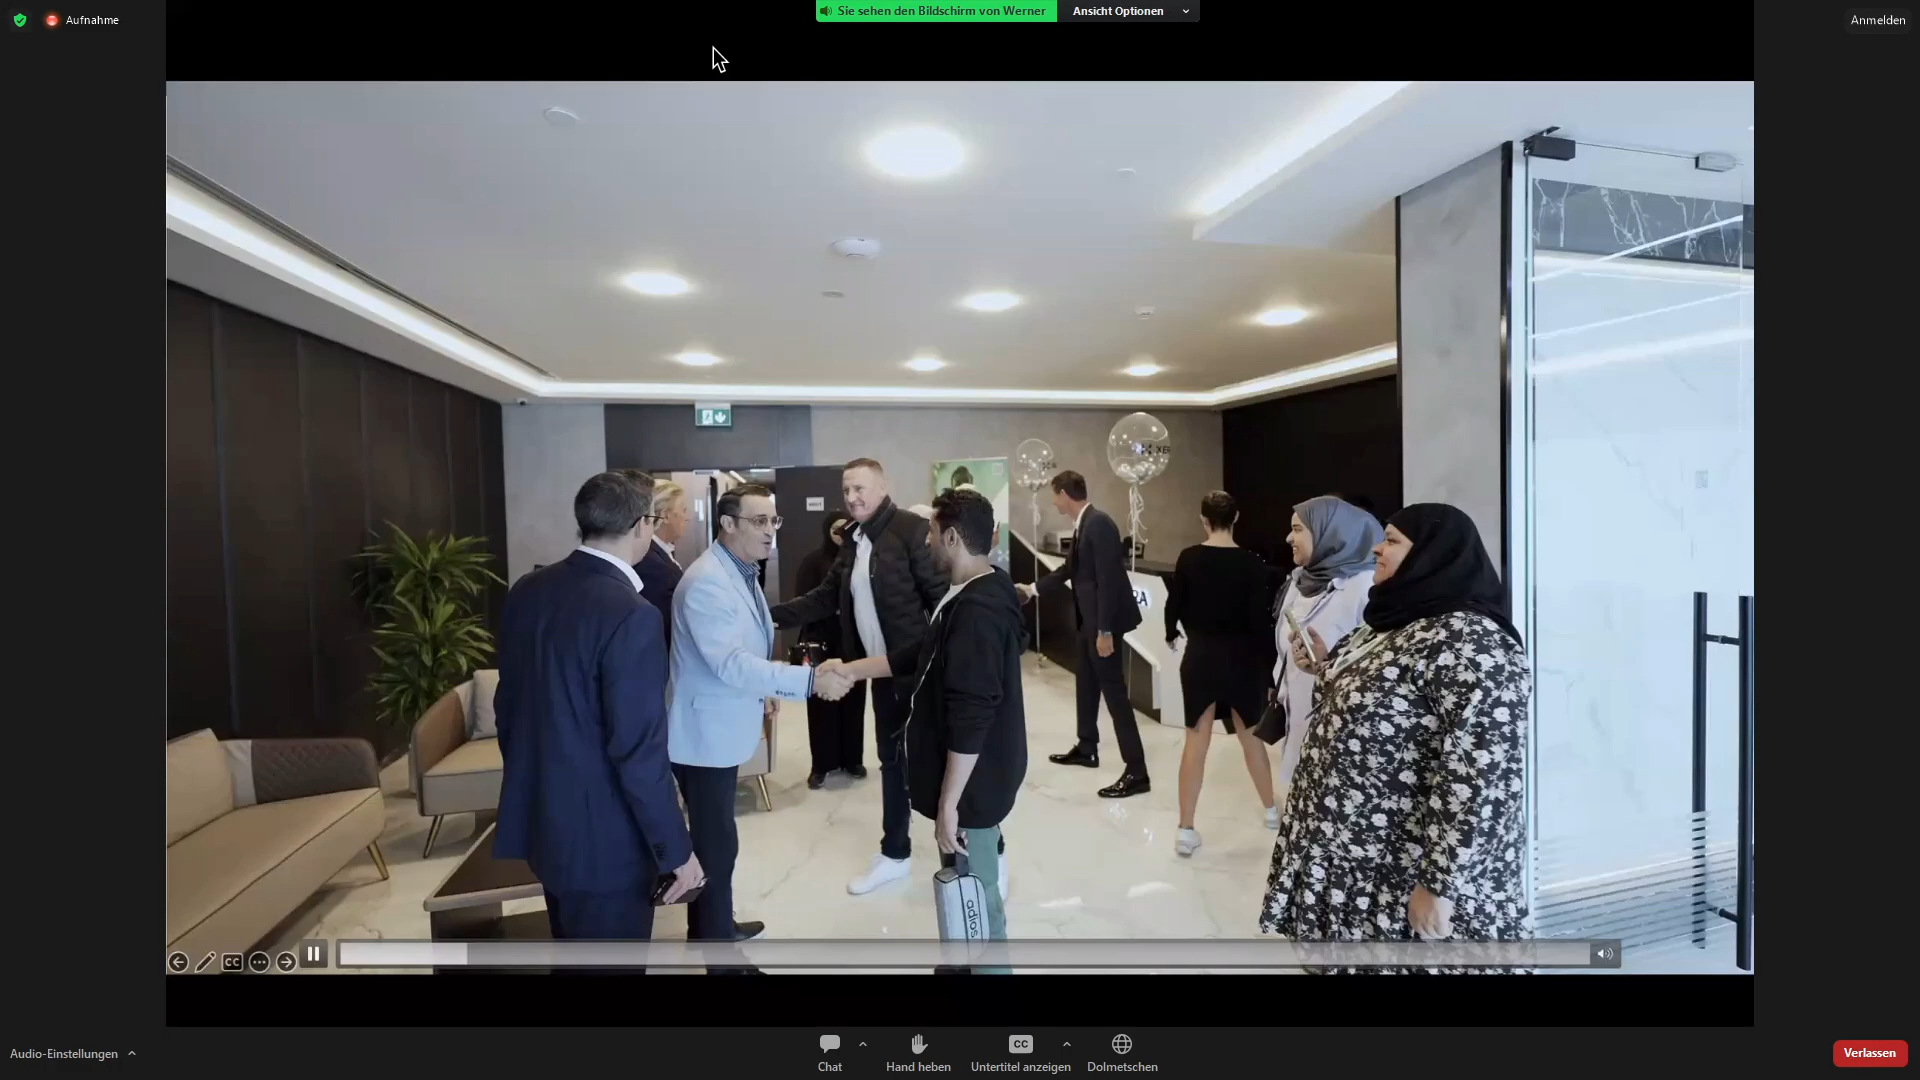 Aufnahme
Sie sehen den Bildschirm von Werner
Ansicht Optionen
Anmelden
adidas
CC
Audio-Einstellungen
Chat
Hand heben
CC
Untertitel anzeigen
Dolmetschen
Verlassen